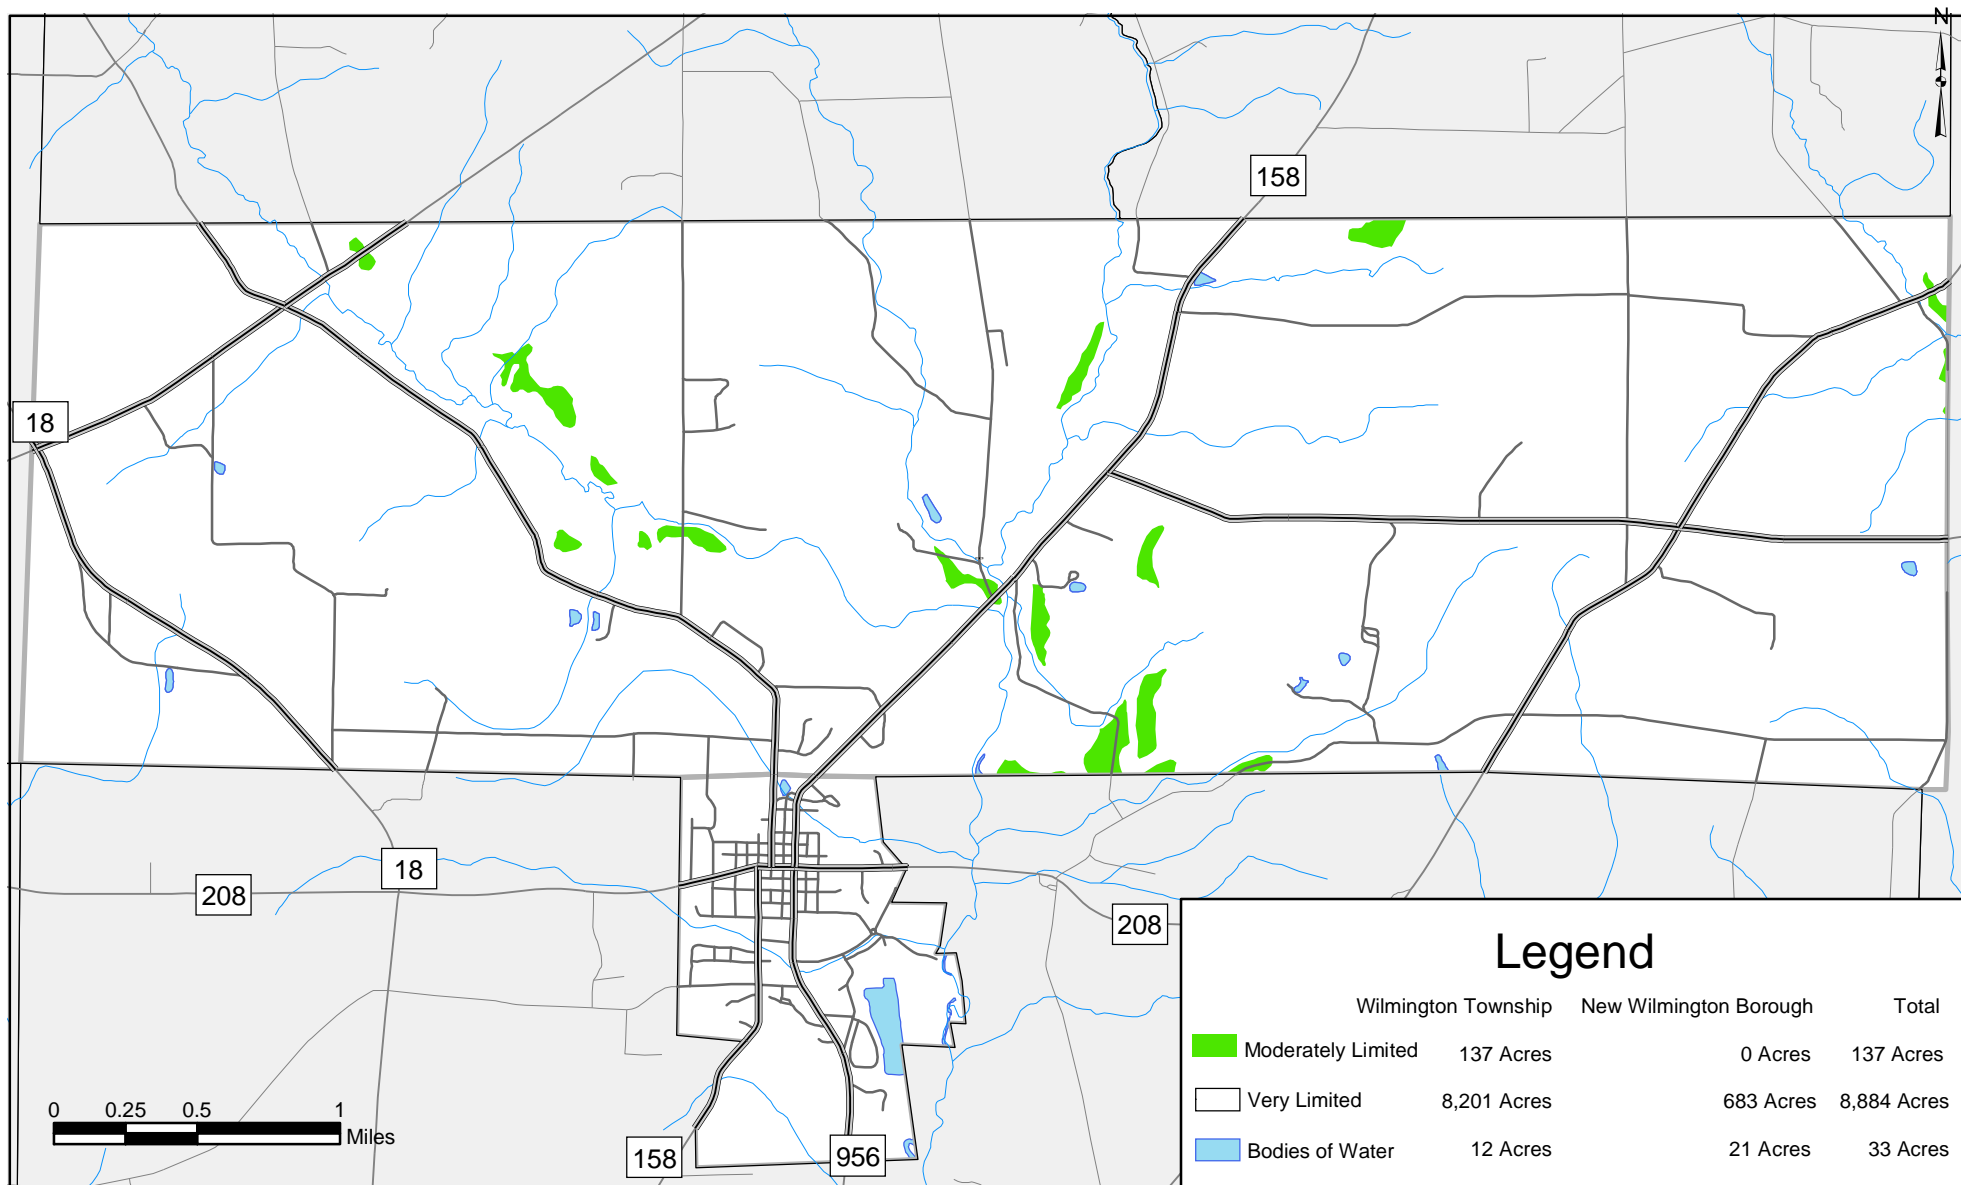 N
158
18
18
208
208
Legend
Wilmington Township New Wilmington Borough Total
Moderately Limited 137 Acres 0 Acres 137 Acres
Very Limited 8,201 Acres 683 Acres 8,884 Acres
Bodies of Water 12 Acres 21 Acres 33 Acres
0 0.25 0.5 1
Miles
158
956